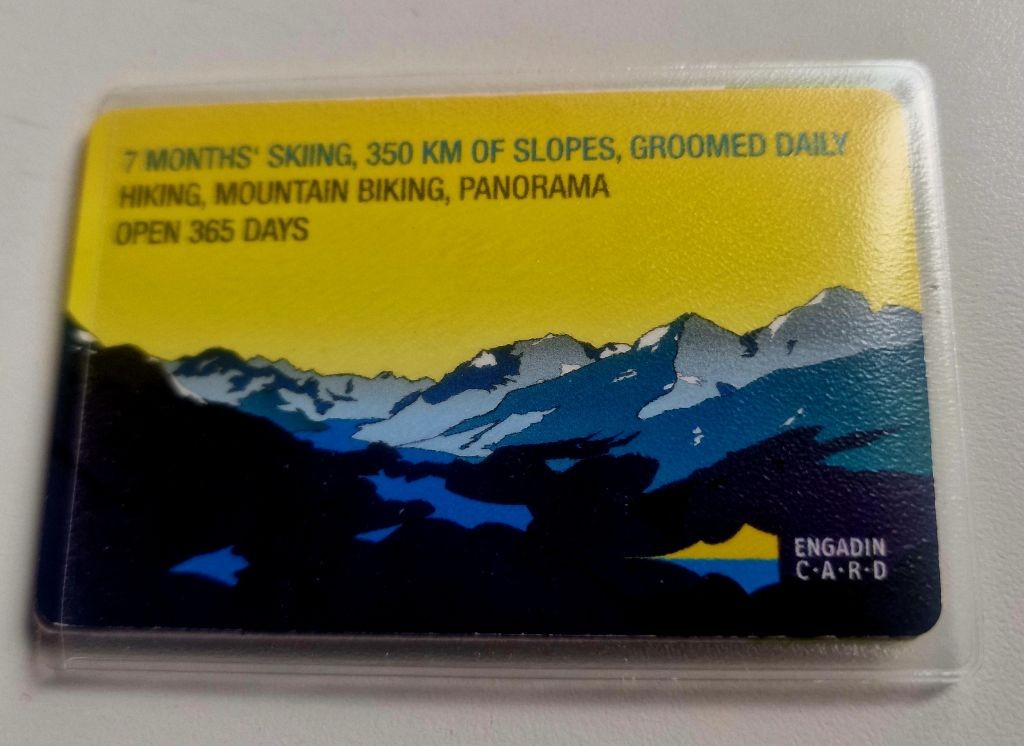 7 MONTHS' SKIING, 350 KM OF SLOPES, GROOMED DAILY
HIKING, MOUNTAIN BIKING, PANORAMA
OPEN 365 DAYS
ENGADIN
C·A·R·D